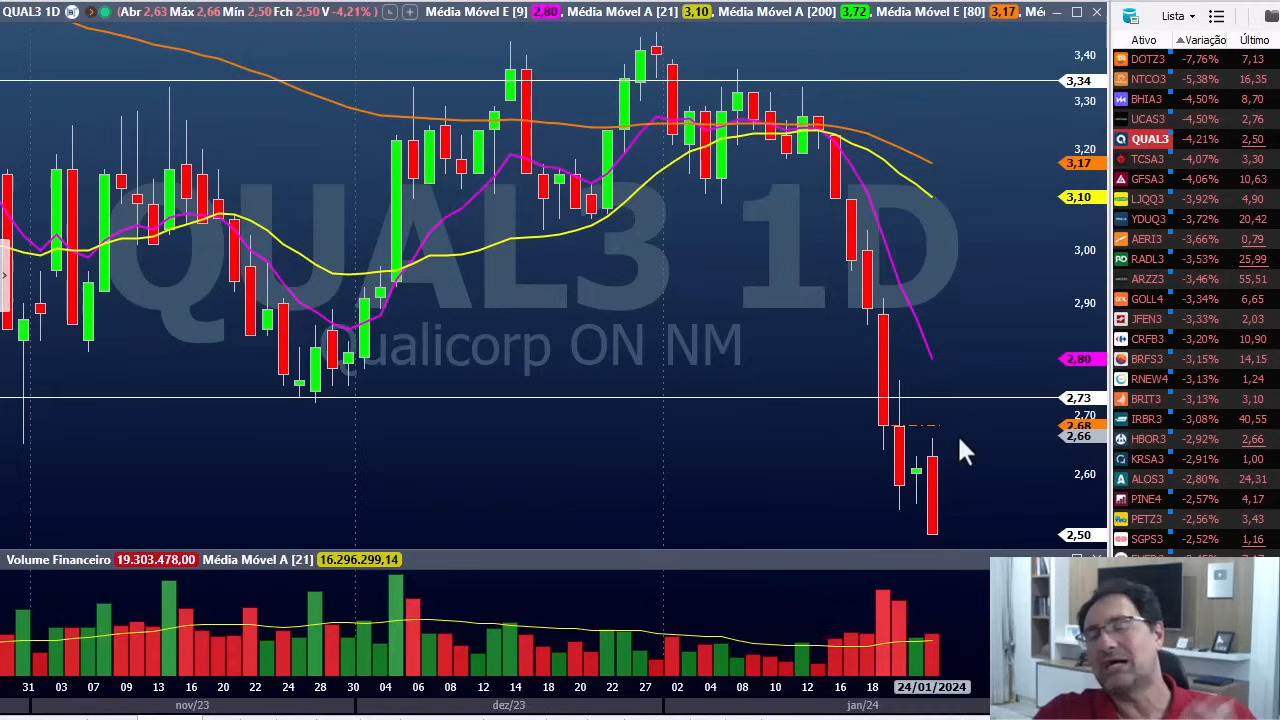 QUAL3 1D (Abr 2,63 Máx 2,66 Mín 2,50 Fch 2,50 V -4,21%) Média Móvel E [9] 2,80, Média Móvel A [21] 3,10, Média Móvel [200] 3,72, Média Móvel E [80] 3,17,
Lista
Ativo Variação Último
DOTZ3 -7,76% 7,13
NTCO3 -5,38% 16,35
BHIA3 -4,50% 8,70
UCAS3 -4,50% 2,76
QUAL3 -4,21% 2,50
TCSA3 -4,07% 3,30
GFSA3 -4,06% 10,63
LJQQ3 -3,92% 4,90
YDUQ3 -3,72% 20,42
AERI3 -3,66% 0,79
RADL3 -3,53% 25,99
ARZZ3 -3,46% 55,51
GOLL4 -3,34% 6,65
JFEN3 -3,33% 2,03
CRFB3 -3,20% 10,90
BRFS3 -3,15% 14,15
RNEW4 -3,13% 1,24
BRIT3 -3,13% 3,10
IRBR3 -3,08% 40,55
HBOR3 -2,92% 2,66
KRSA3 -2,91% 1,00
ALOS3 -2,80% 24,31
PINE4 -2,57% 4,17
PETZ3 -2,56% 3,43
SGPS3 -2,52% 1,16
3,40
3,34
3,30
3,20
3,17
3,10
3,00
2,90
2,80
2,73
2,70
2,68
2,66
2,60
2,50
QUAL3 1D
Qualicorp ON NM
Volume Financeiro 19.303.478,00 Média Móvel A [21] 16.296.299,14
31 03 07 09 13 16 20 22 24 28 30 04 06 08 12 14 18 20 22 27 02 04 08 10 12 16 18 24/01/2024
nov/23 dez/23 jan/24